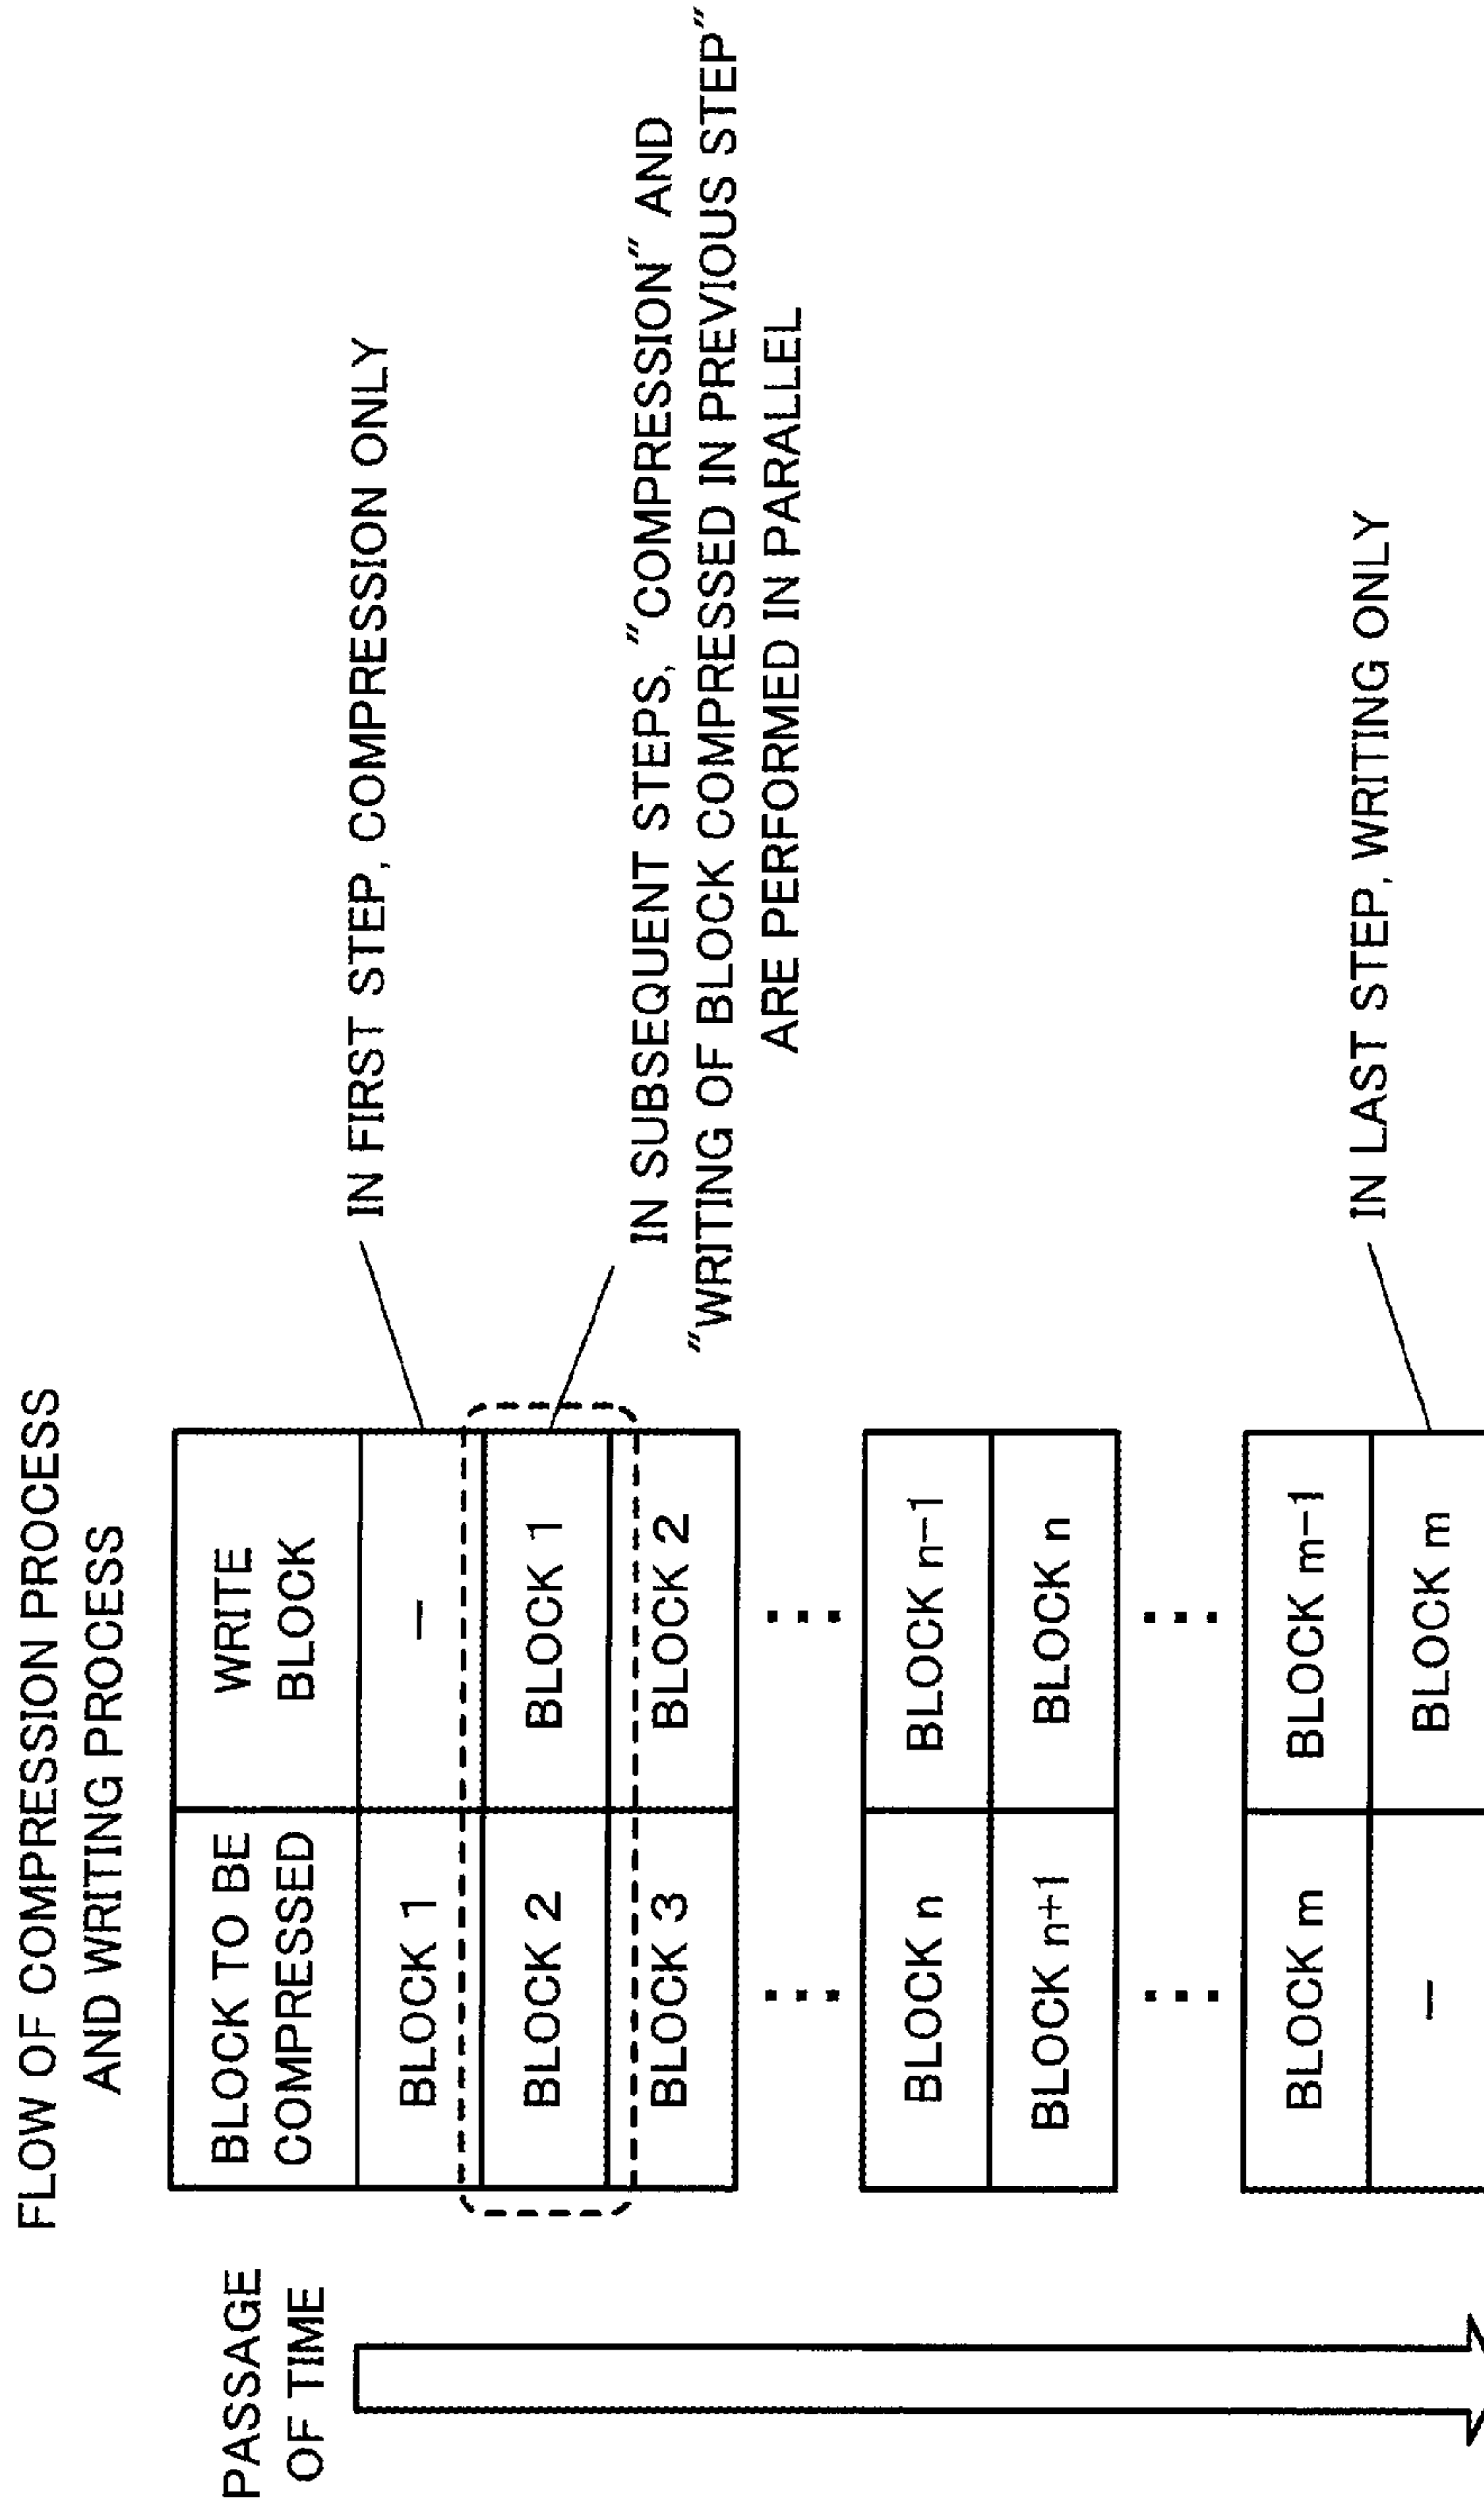 FLOW OF COMPRESSION PROCESS
AND WRITING PROCESS
PASSAGE
OF TIME
BLOCK TO BE
COMPRESSED
WRITE
BLOCK
BLOCK 1
–
IN FIRST STEP, COMPRESSION ONLY
BLOCK 2
BLOCK 1
IN SUBSEQUENT STEPS, "COMPRESSION" AND
"WRITING OF BLOCK COMPRESSED IN PREVIOUS STEP"
ARE PERFORMED IN PARALLEL
BLOCK 3
BLOCK 2
⋮
⋮
BLOCK n
BLOCK n−1
BLOCK n+1
BLOCK n
⋮
⋮
BLOCK m
BLOCK m−1
–
BLOCK m
IN LAST STEP, WRITING ONLY